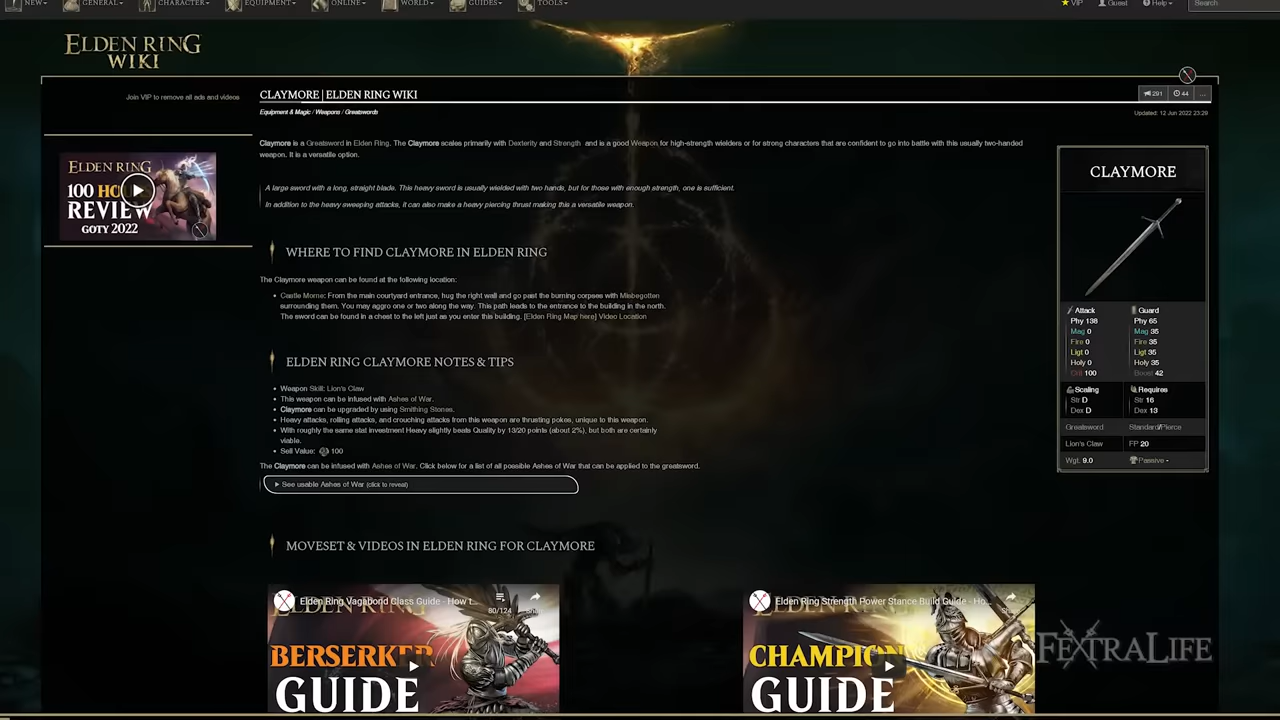 NEW
GENERAL
CHARACTER
EQUIPMENT
ONLINE
WORLD
GUIDES
TOOLS
VIP
Guest
Help
Search
ELDEN RING
WIKI
Join VIP to remove all ads and videos
ELDEN RING
REVIEW
GOTY 2022
CLAYMORE | ELDEN RING WIKI
291
44
...
Equipment & Magic / Weapons / Greatswords
Updated: 12 Jun 2022 23:29
Claymore is a Greatsword in Elden Ring. The Claymore scales primarily with Dexterity and Strength and is a good Weapon for high-strength wielders or for strong characters that are confident to go into battle with this usually two-handed
weapon. It is a versatile option.
A large sword with a long, straight blade. This heavy sword is usually wielded with two hands, but for those with enough strength, one is sufficient.
In addition to the heavy sweeping attacks, it can also make a heavy piercing thrust making this a versatile weapon.
WHERE TO FIND CLAYMORE IN ELDEN RING
The Claymore weapon can be found at the following location:
Castle Morne: From the main courtyard entrance, hug the right wall and go past the burning corpses with Misbegotten
surrounding them. You may aggro one or two along the way. This path leads to the entrance to the building in the north.
The sword can be found in a chest to the left just as you enter this building. [Elden Ring Map here] Video Location
ELDEN RING CLAYMORE NOTES & TIPS
Weapon Skill: Lion's Claw
This weapon can be infused with Ashes of War.
Claymore can be upgraded by using Smithing Stones.
Heavy attacks, rolling attacks, and crouching attacks from this weapon are thrusting pokes, unique to this weapon.
With roughly the same stat investment Heavy slightly beats Quality by 13/20 points (about 2%), but both are certainly
viable.
Sell Value: 100
The Claymore can be infused with Ashes of War. Click below for a list of all possible Ashes of War that can be applied to the greatsword.
See usable Ashes of War (click to reveal)
MOVESET & VIDEOS IN ELDEN RING FOR CLAYMORE
Elden Ring Vagabond Class Guide - How t...
80/124
BERSERKER
GUIDE
Elden Ring Strength Power Stance Build Guide - Ho...
CHAMPION
GUIDE
CLAYMORE
Attack Guard
Phy 138 Phy 65
Mag 0 Mag 35
Fire 0 Fire 35
Ligt 0 Ligt 35
Holy 0 Holy 35
Crit 100 Boost 42
Scaling Requires
Str D Str 16
Dex D Dex 13
Greatsword Standard/Pierce
Lion's Claw FP 20
Wgt. 9.0 Passive -
FEXTRALIFE